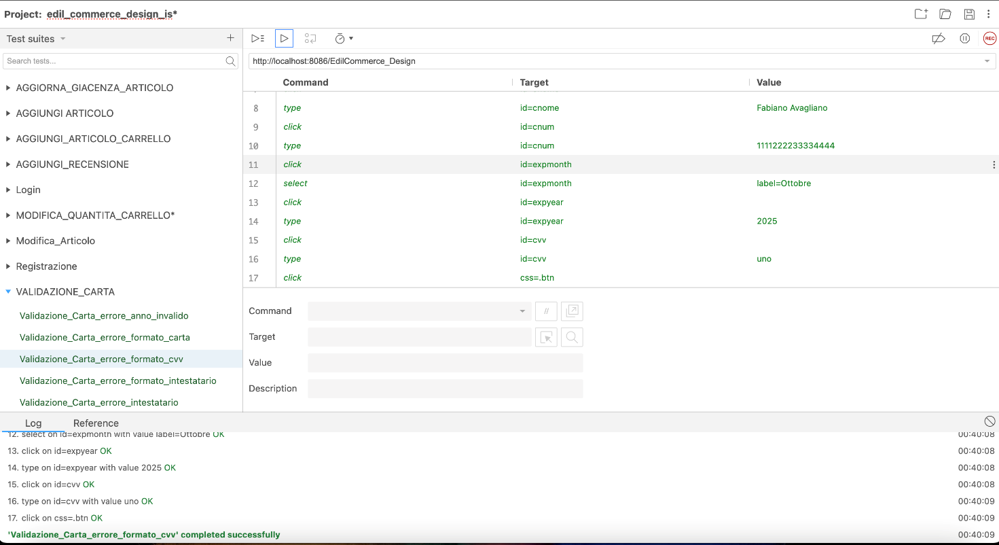 Project: edil_commerce_design_is*
Test suites
Search tests...
AGGIORNA_GIACENZA_ARTICOLO
AGGIUNGI ARTICOLO
AGGIUNGI_ARTICOLO_CARRELLO
AGGIUNGI_RECENSIONE
Login
MODIFICA_QUANTITA_CARRELLO*
Modifica_Articolo
Registrazione
VALIDAZIONE_CARTA
Validazione_Carta_errore_anno_invalido
Validazione_Carta_errore_formato_carta
Validazione_Carta_errore_formato_cvv
Validazione_Carta_errore_formato_intestatario
Validazione_Carta_errore_intestatario
REC
http://localhost:8086/EdilCommerce_Design
Command Target Value
8 type id=cnome Fabiano Avagliano
9 click id=cnum
10 type id=cnum 1111222233334444
11 click id=expmonth
12 select id=expmonth label=Ottobre
13 click id=expyear
14 type id=expyear 2025
15 click id=cvv
16 type id=cvv uno
17 click css=.btn
Command //
Target
Value
Description
Log Reference
12. select on id=expmonth with value label=Ottobre OK 00:40:08
13. click on id=expyear OK 00:40:08
14. type on id=expyear with value 2025 OK 00:40:08
15. click on id=cvv OK 00:40:08
16. type on id=cvv with value uno OK 00:40:09
17. click on css=.btn OK 00:40:09
'Validazione_Carta_errore_formato_cvv' completed successfully 00:40:09